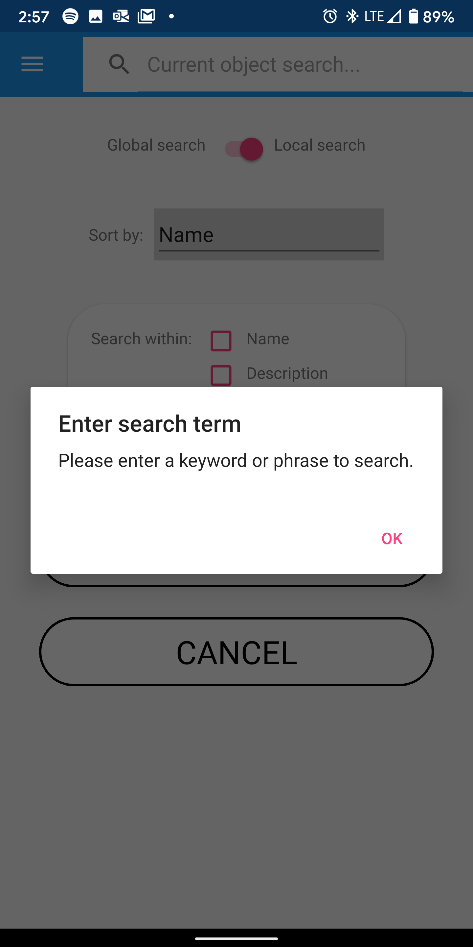 2:57 LTE 89%
Current object search...
Global search Local search
Sort by: Name
Search within: Name
Description
Enter search term
Please enter a keyword or phrase to search.
OK
CANCEL